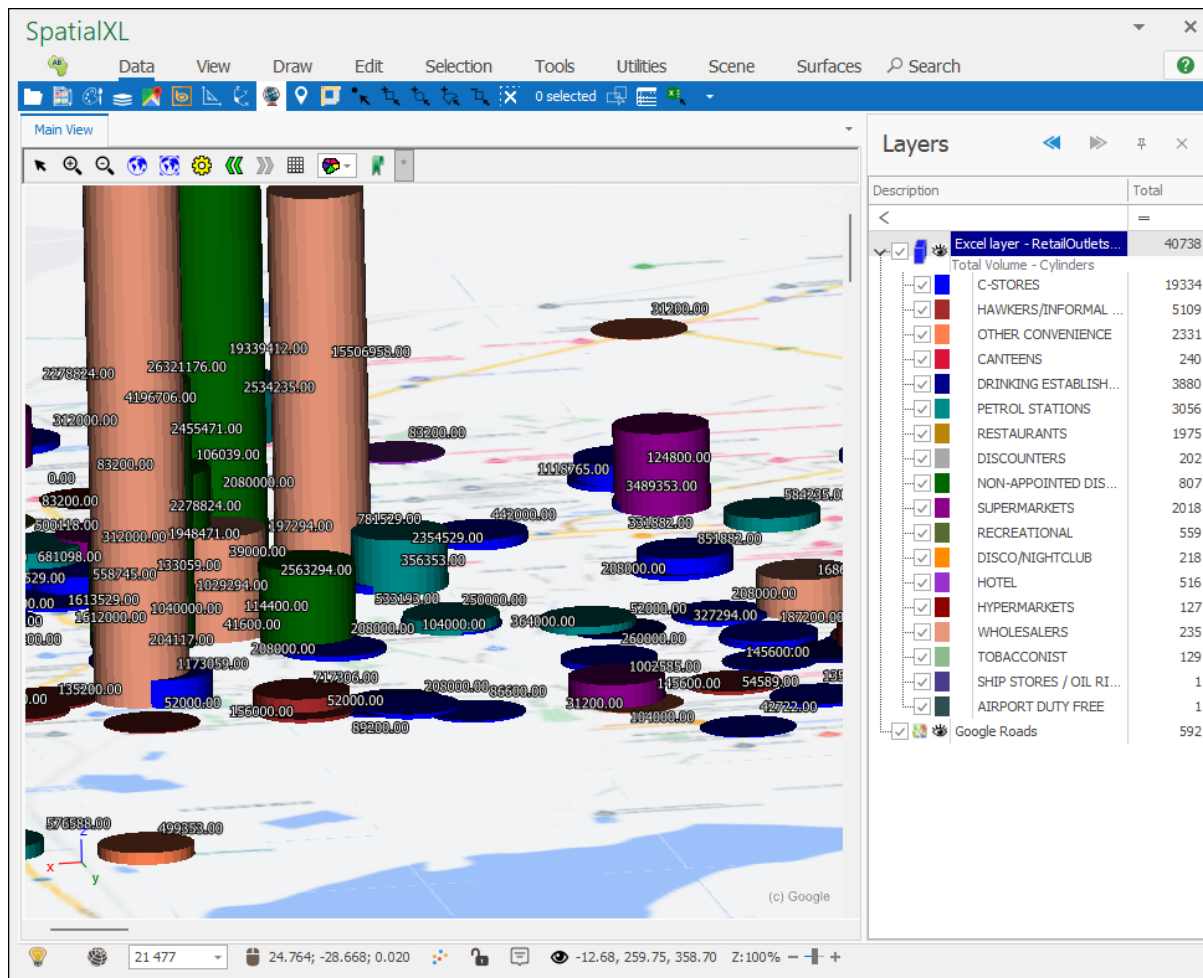 SpatialXL
Data View Draw Edit Selection Tools Utilities Scene Surfaces Search
0 selected
Main View
Layers
Description Total
< =
Excel layer - RetailOutlets... 40738
Total Volume - Cylinders
C-STORES 19334
HAWKERS/INFORMAL ... 5109
OTHER CONVENIENCE 2331
CANTEENS 240
DRINKING ESTABLISH... 3880
PETROL STATIONS 3056
RESTAURANTS 1975
DISCOUNTERS 202
NON-APPOINTED DIS... 807
SUPERMARKETS 2018
RECREATIONAL 559
DISCO/NIGHTCLUB 218
HOTEL 516
HYPERMARKETS 127
WHOLESALERS 235
TOBACCONIST 129
SHIP STORES / OIL RI... 1
AIRPORT DUTY FREE 1
Google Roads 592
31200.00
19339412.00 15506958.00
26321176.00
2278824.00
2534235.00
4196706.00
312000.00
2455471.00 83200.00
106039.00 124800.00
83200.00 1118765.00
0.00 2080000.00 3489353.00
83200.00 2278824.00 584235.0
500118.00 197294.00 781529.00 442000.00 331882.00
312000.00 1948471.00 2354529.00 851882.00
681098.00 39000.00 356353.00
558745.00 133059.00 2563294.00 208000.00 168
529.00 1029294.00
1613529.00 1040000.00 114400.00 533193.00 250000.00 52000.00 208000.00
1612000.00 41600.00 208000.00 104000.00 364000.00 327294.00 187200.00
204117.00 208000.00 260000.00 145600.00
1173059.00 717306.00 1002585.00
135200.00 52000.00 52000.00 208000.00 86600.00 31200.00 145600.00 54589.00 135
156000.00 89200.00 104000.00 42722.00
576588.00 499353.00
z
x
y
(c) Google
21 477 24.764; -28.668; 0.020 -12.68, 259.75, 358.70 Z:100%